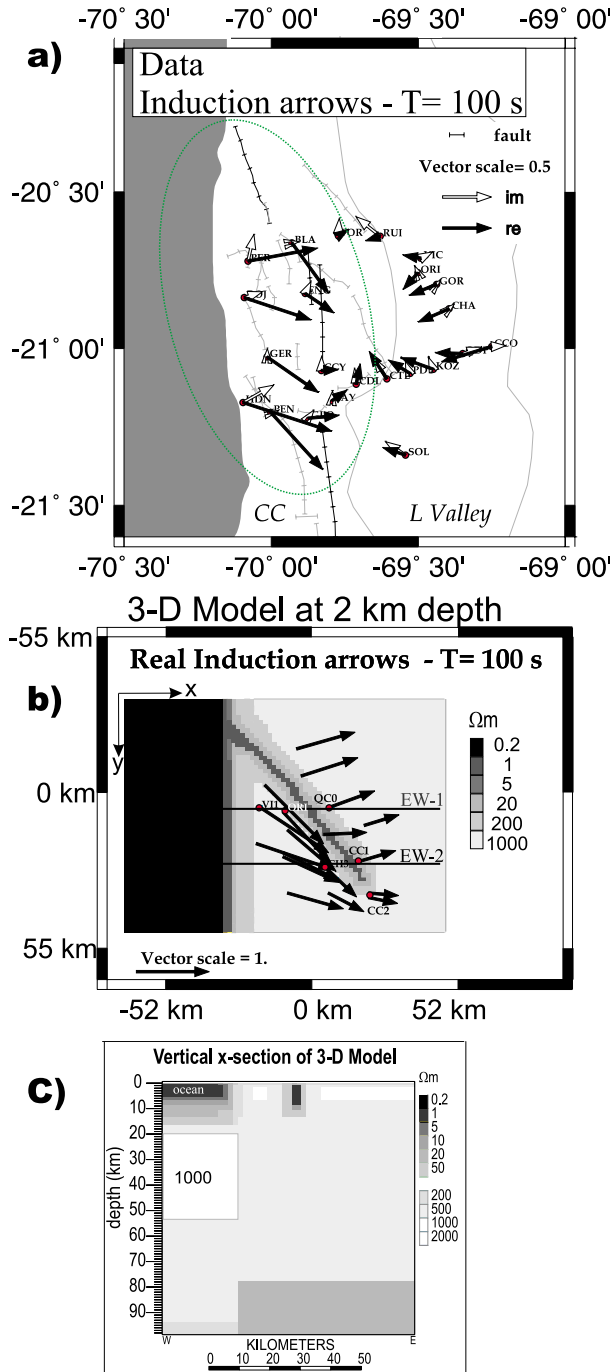 a)
-70° 30' -70° 00' -69° 30' -69° 00'
Data
Induction arrows - T= 100 s
fault
Vector scale= 0.5
im
re
-20° 30'
-21° 00'
-21° 30'
BLA
RUI
GOR
CHA
GER
KOZ
CDL
CTE
PEN
SOL
CC
L Valley
-70° 30' -70° 00' -69° 30' -69° 00'
3-D Model at 2 km depth
b)
-55 km
0 km
55 km
Real Induction arrows - T= 100 s
x
y
Ωm
0.2
1
5
20
200
1000
VI1
QC0
EW-1
CC1
EW-2
CC2
Vector scale = 1.
-52 km 0 km 52 km
C)
Vertical x-section of 3-D Model
ocean
1000
depth (km)
0
10
20
30
40
50
60
70
80
90
Ωm
0.2
1
5
10
20
50
200
500
1000
2000
W
E
KILOMETERS
0 10 20 30 40 50